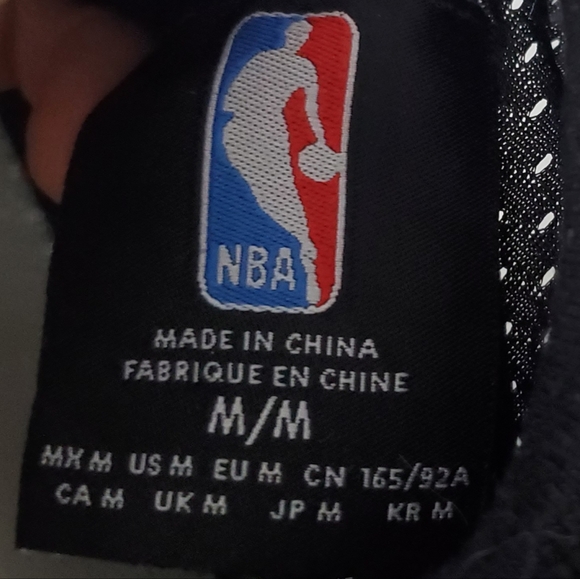 NBA
MADE IN CHINA
FABRIQUE EN CHINE
M/M
MX M US M EU M CN 165/92A
CA M UK M JP M KR M